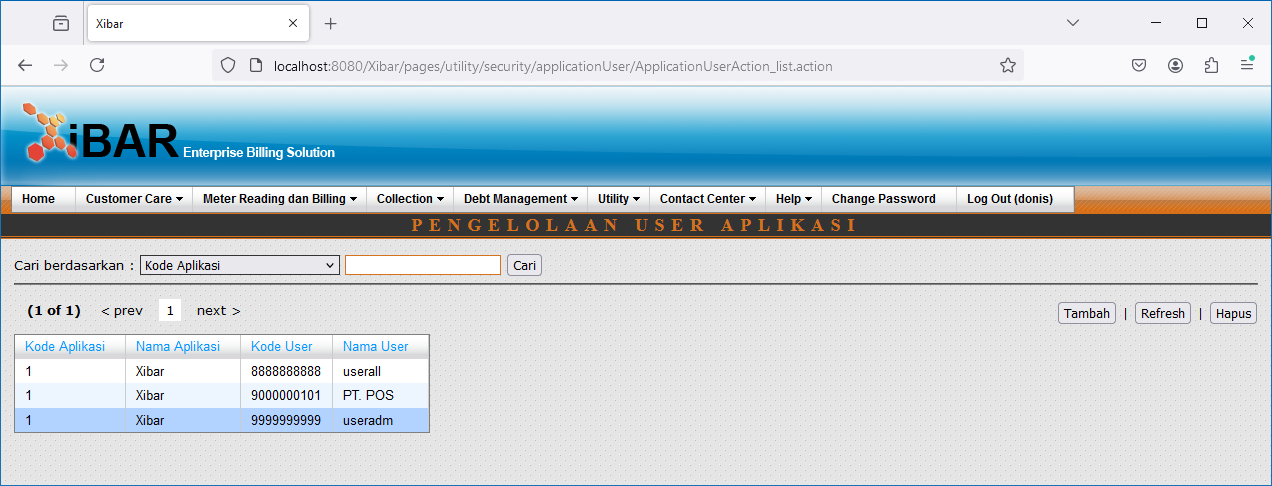 Xibar
localhost:8080/Xibar/pages/utility/security/applicationUser/ApplicationUserAction_list.action
XiBAR Enterprise Billing Solution
Home Customer Care Meter Reading dan Billing Collection Debt Management Utility Contact Center Help Change Password Log Out (donis)
PENGELOLAAN USER APLIKASI
Cari berdasarkan : Kode Aplikasi Cari
(1 of 1) < prev 1 next > Tambah | Refresh | Hapus
Kode Aplikasi Nama Aplikasi Kode User Nama User
1 Xibar 8888888888 userall
1 Xibar 9000000101 PT. POS
1 Xibar 9999999999 useradm